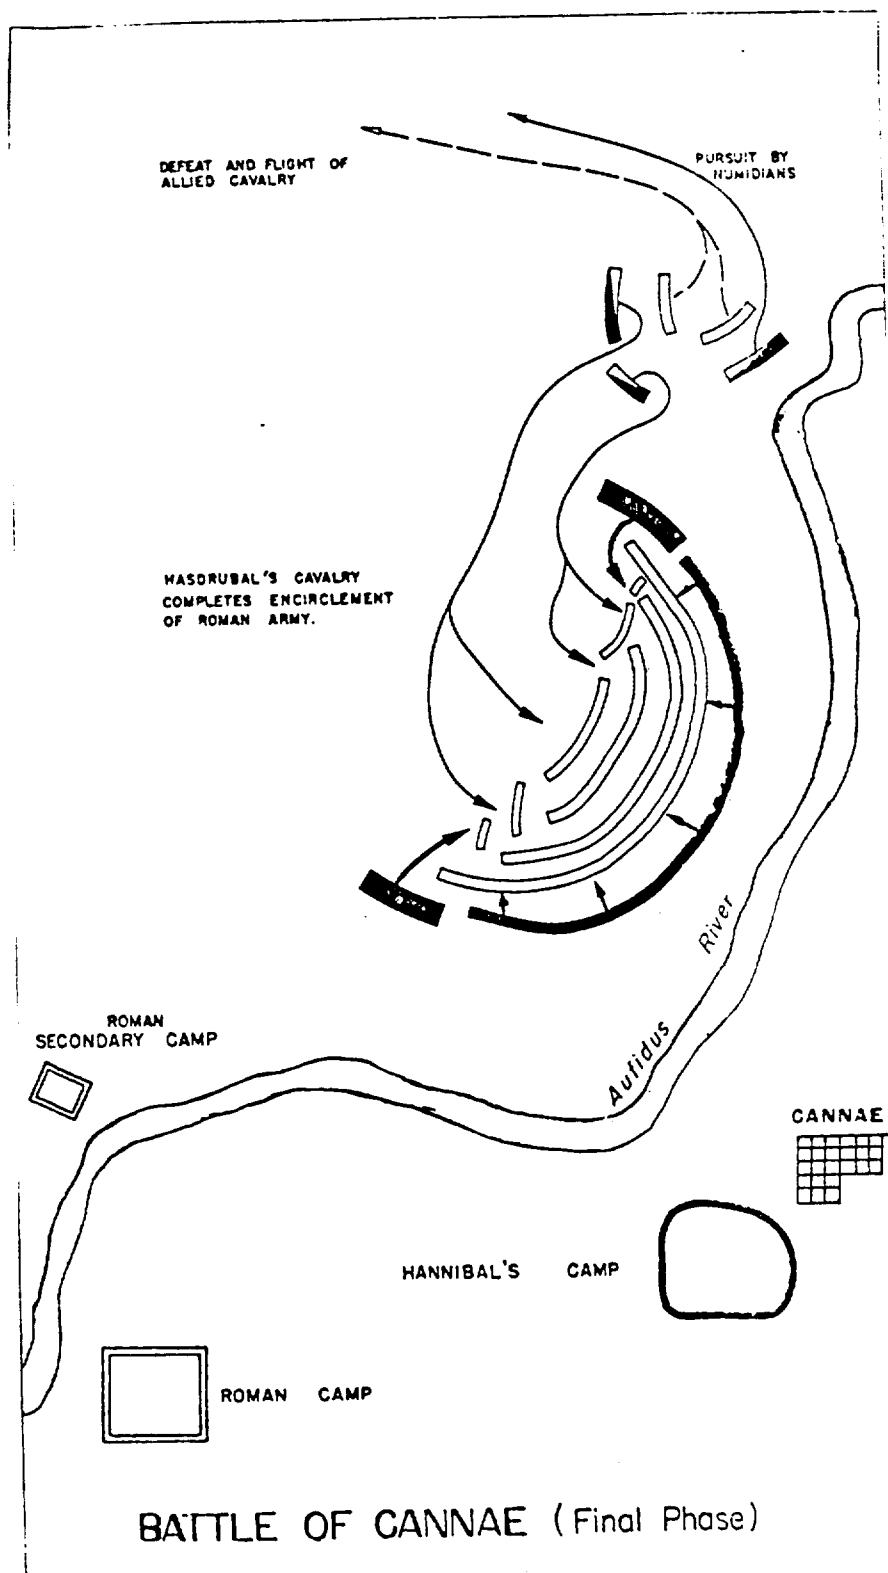 DEFEAT AND FLIGHT OF
ALLIED CAVALRY
PURSUIT BY
NUMIDIANS
HASDRUBAL'S CAVALRY
COMPLETES ENCIRCLEMENT
OF ROMAN ARMY.
River
Aufidus
ROMAN
SECONDARY CAMP
CANNAE
HANNIBAL'S CAMP
ROMAN CAMP
BATTLE OF CANNAE (Final Phase)